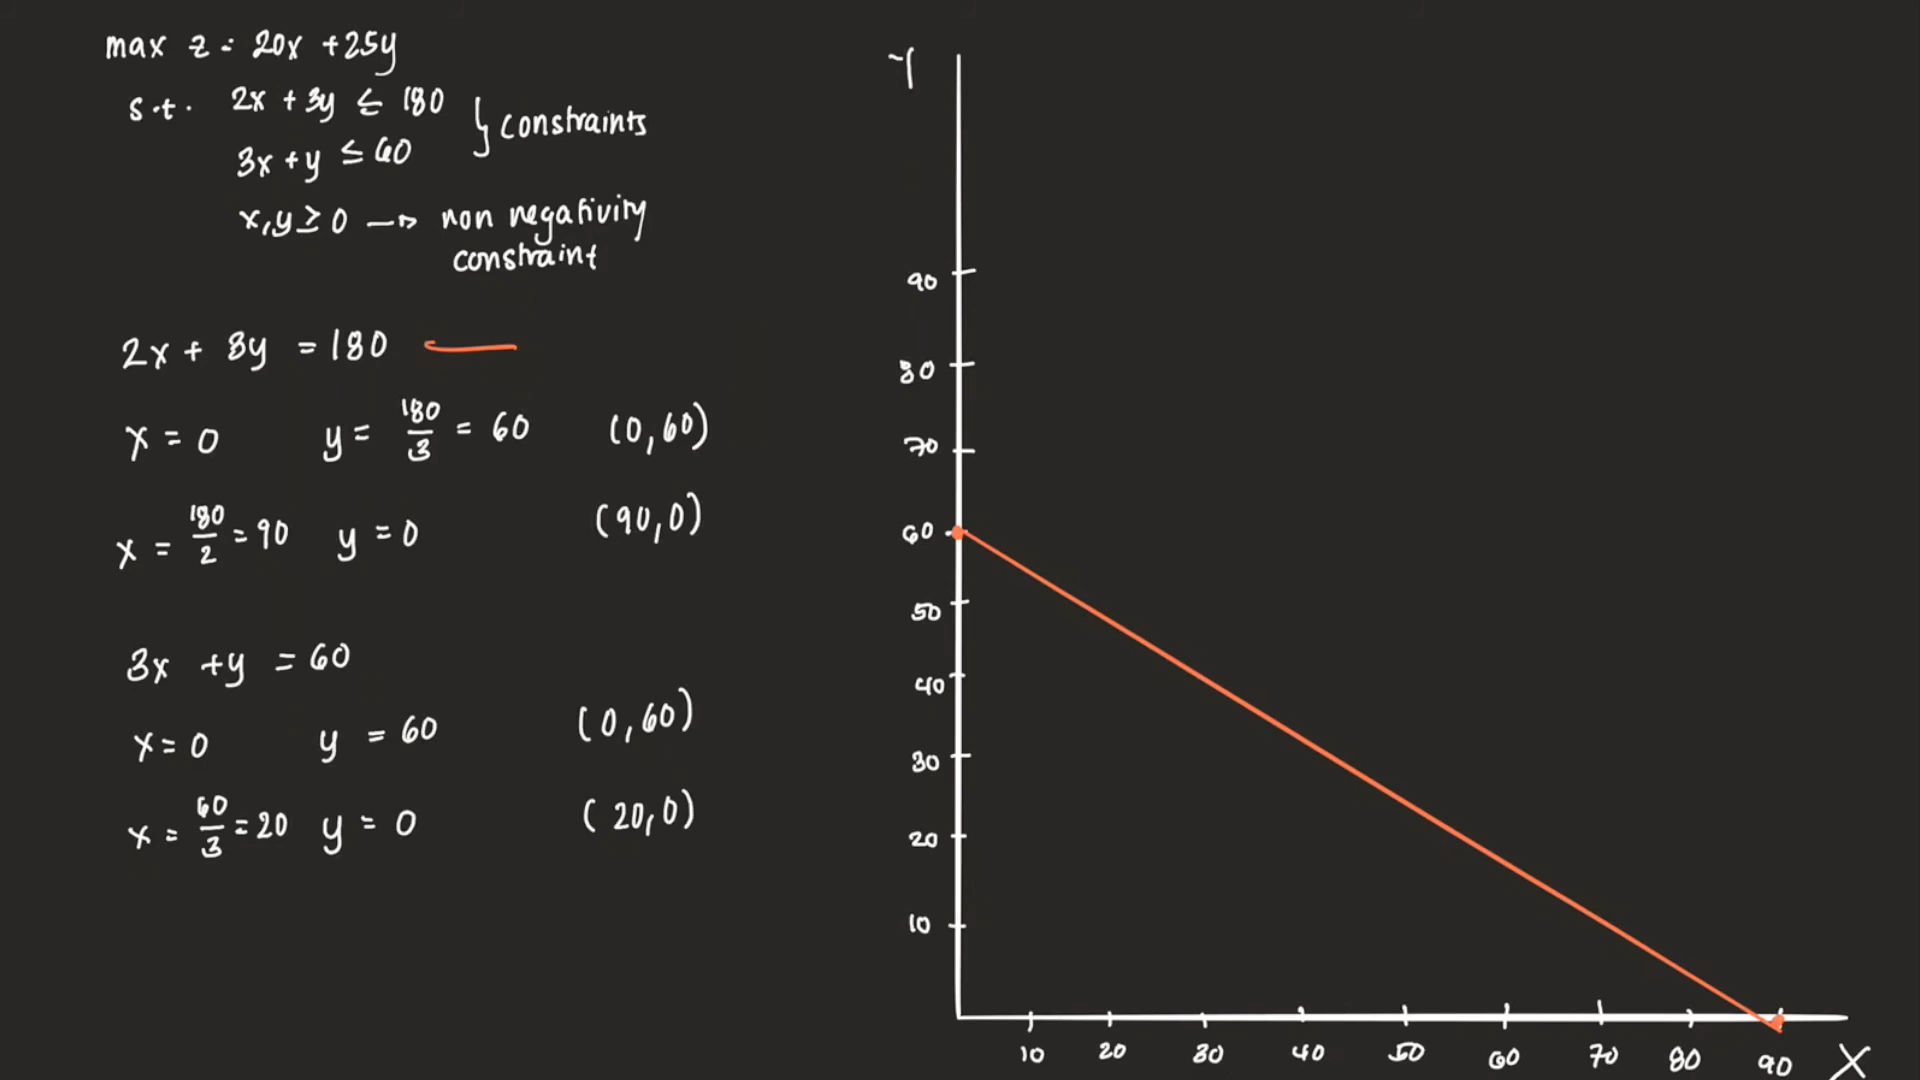 max z = 20x + 25y
s.t. 2x + 3y ≤ 180
3x + y ≤ 60
} constraints
x,y ≥ 0 → non negativity
constraint
2x + 3y = 180
x = 0 y = 180/3 = 60 (0,60)
x = 180/2 = 90 y = 0 (90,0)
3x + y = 60
x = 0 y = 60 (0,60)
x = 60/3 = 20 y = 0 (20,0)
Y
90
80
70
60
50
40
30
20
10
10 20 30 40 50 60 70 80 90 X